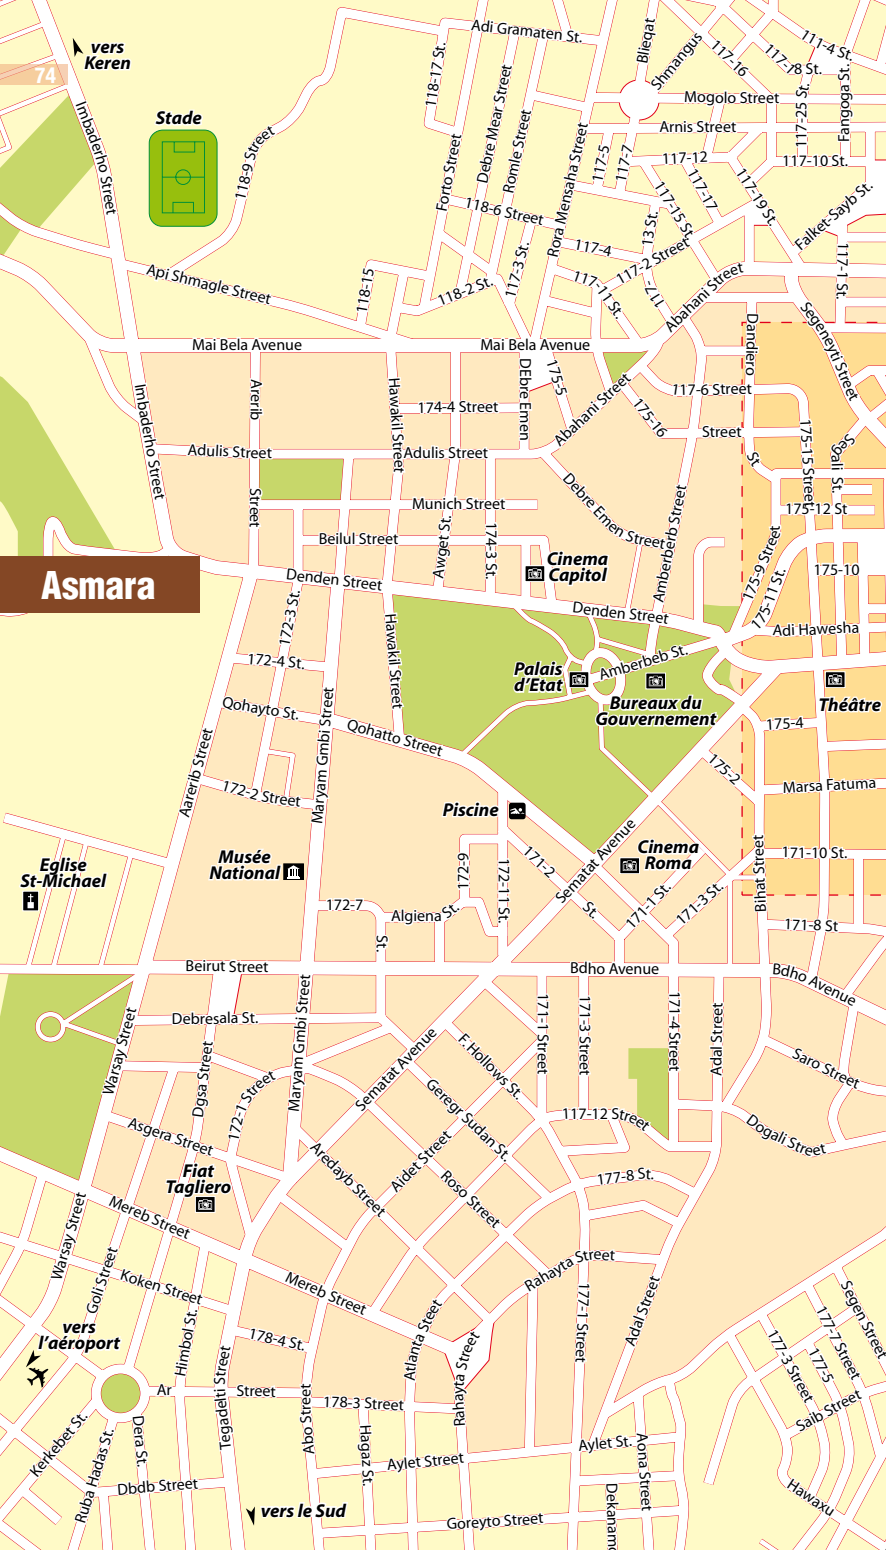 vers
Keren
74
Stade
Imbaderho Street
118-9 Street
118-17 St.
Adi Gramaten St.
Debre Mear Street
Romle Street
Forto Street
Rora Mensaha Street
Blieqat
Shmangus
117-16
117-18 St.
111-4 St.
Mogolo Street
Arnis Street
117-25 St.
Fangoga St.
117-5
117-7
117-12
117-10 St.
117-15 St.
117-17
117-19 St.
Falket-Sayb St.
118-6 Street
117-4
13 St.
117-2 Street
117-
117-11 St.
117-3 St.
118-2 St.
118-15
Api Shmagle Street
Abahani Street
117-1 St.
Segeneyti Street
Dandiero
St
Mai Bela Avenue
Mai Bela Avenue
Imbaderho Street
Arerib
Street
Hawakil Street
174-4 Street
DEbre Emen
175-5
Abahani Street
175-16
117-6 Street
Street
Seg
ali St.
175-15 Street
Adulis Street
Adulis Street
Munich Street
Debre Emen Street
175-12 St
Beilul Street
Awget St.
174-3 St.
Amberberb Street
175-9 Street
175-11 St.
175-10
Cinema
Capitol
Asmara
Denden Street
Denden Street
Adi Hawesha
172-3 St.
Hawakil Street
172-4 St.
Palais
d'Etat
Amberbeb St.
Bureaux du
Gouvernement
Théâtre
Qohayto St.
Qohatto Street
Maryam Gmbi Street
Aarerib Street
175-4
175-2
Marsa Fatuma
172-2 Street
Piscine
Sematat Avenue
Cinema
Roma
171-10 St.
Bihat Street
Eglise
St-Michael
Musée
National
172-9
172-11 St.
171-2
St.
171-1 St.
171-3 St.
172-7
St.
Algiena St.
171-8 St
Beirut Street
Bdho Avenue
Bdho Avenue
Debresala St.
Warsay Street
Dgsa Street
172-1 Street
Maryam Gmbi Street
Sematat Avenue
F. Hollows St.
171-1 Street
171-3 Street
171-4 Street
Adal Street
Saro Street
Geregr Sudan St.
117-12 Street
Dogali Street
Asgera Street
Aredayb Street
Aidet Street
Roso Street
177-8 St.
Fiat
Tagliero
Mereb Street
Warsay Street
Goli Street
Koken Street
Mereb Street
Rahayta Street
177-1 Street
Adal Street
Segen Street
177-7 Street
177-5
177-3 Street
Saib Street
vers
l'aéroport
Himbol St.
178-4 St.
Atlanta Steet
Rahayta Street
Ar
Street
178-3 Street
Tegadelti Street
Abo Street
Hagaz St.
Kerkebet St.
Ruba Hadas St.
Dera St.
Dbdb Street
Aylet Street
Aylet St.
Aona Street
Dekanamo
Hawaxu
vers le Sud
Goreyto Street